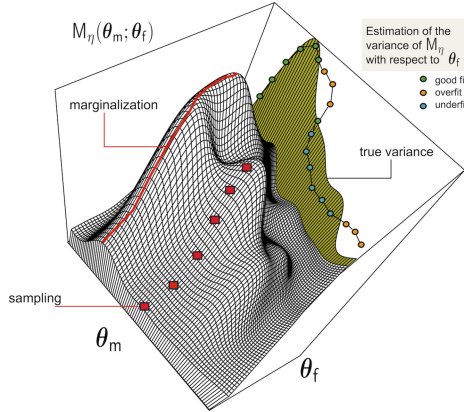 M_η(θ_m; θ_f)
Estimation of the
variance of M_η
with respect to θ_f
good fi
overfit
underfi
marginalization
true variance
sampling
θ_m
θ_f